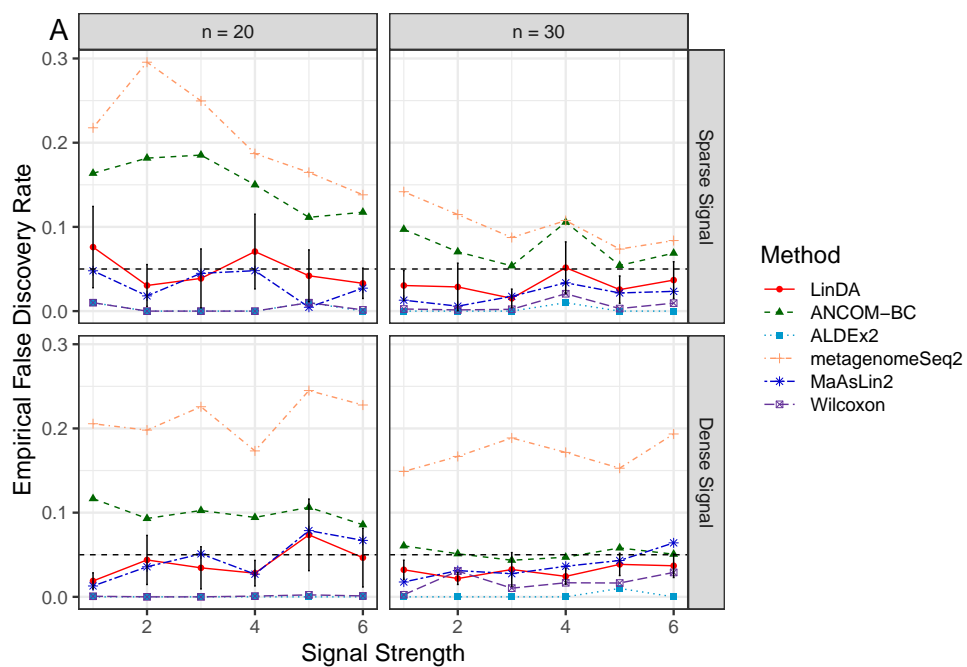 A
n = 20
n = 30
0.3
0.2
0.1
0.0
Sparse Signal
0.3
0.2
0.1
0.0
Dense Signal
2
4
6
2
4
6
Signal Strength
Empirical False Discovery Rate
Method
LinDA
ANCOM−BC
ALDEx2
metagenomeSeq2
MaAsLin2
Wilcoxon